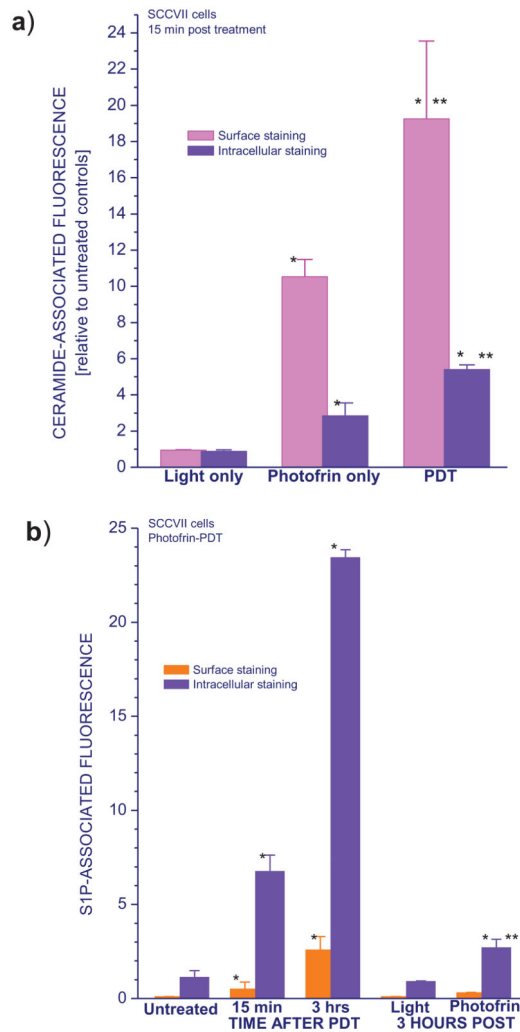 a)
SCCVII cells
15 min post treatment
CERAMIDE-ASSOCIATED FLUORESCENCE
[relative to untreated controls]
24
22
20
18
16
14
12
10
8
6
4
2
0
Surface staining
Intracellular staining
*
*
* **
* **
Light only
Photofrin only
PDT
b)
SCCVII cells
Photofrin-PDT
S1P-ASSOCIATED FLUORESCENCE
25
20
15
10
5
0
Surface staining
Intracellular staining
*
*
*
*
* **
Untreated
15 min
3 hrs
Light
Photofrin
TIME AFTER PDT
3 HOURS POST